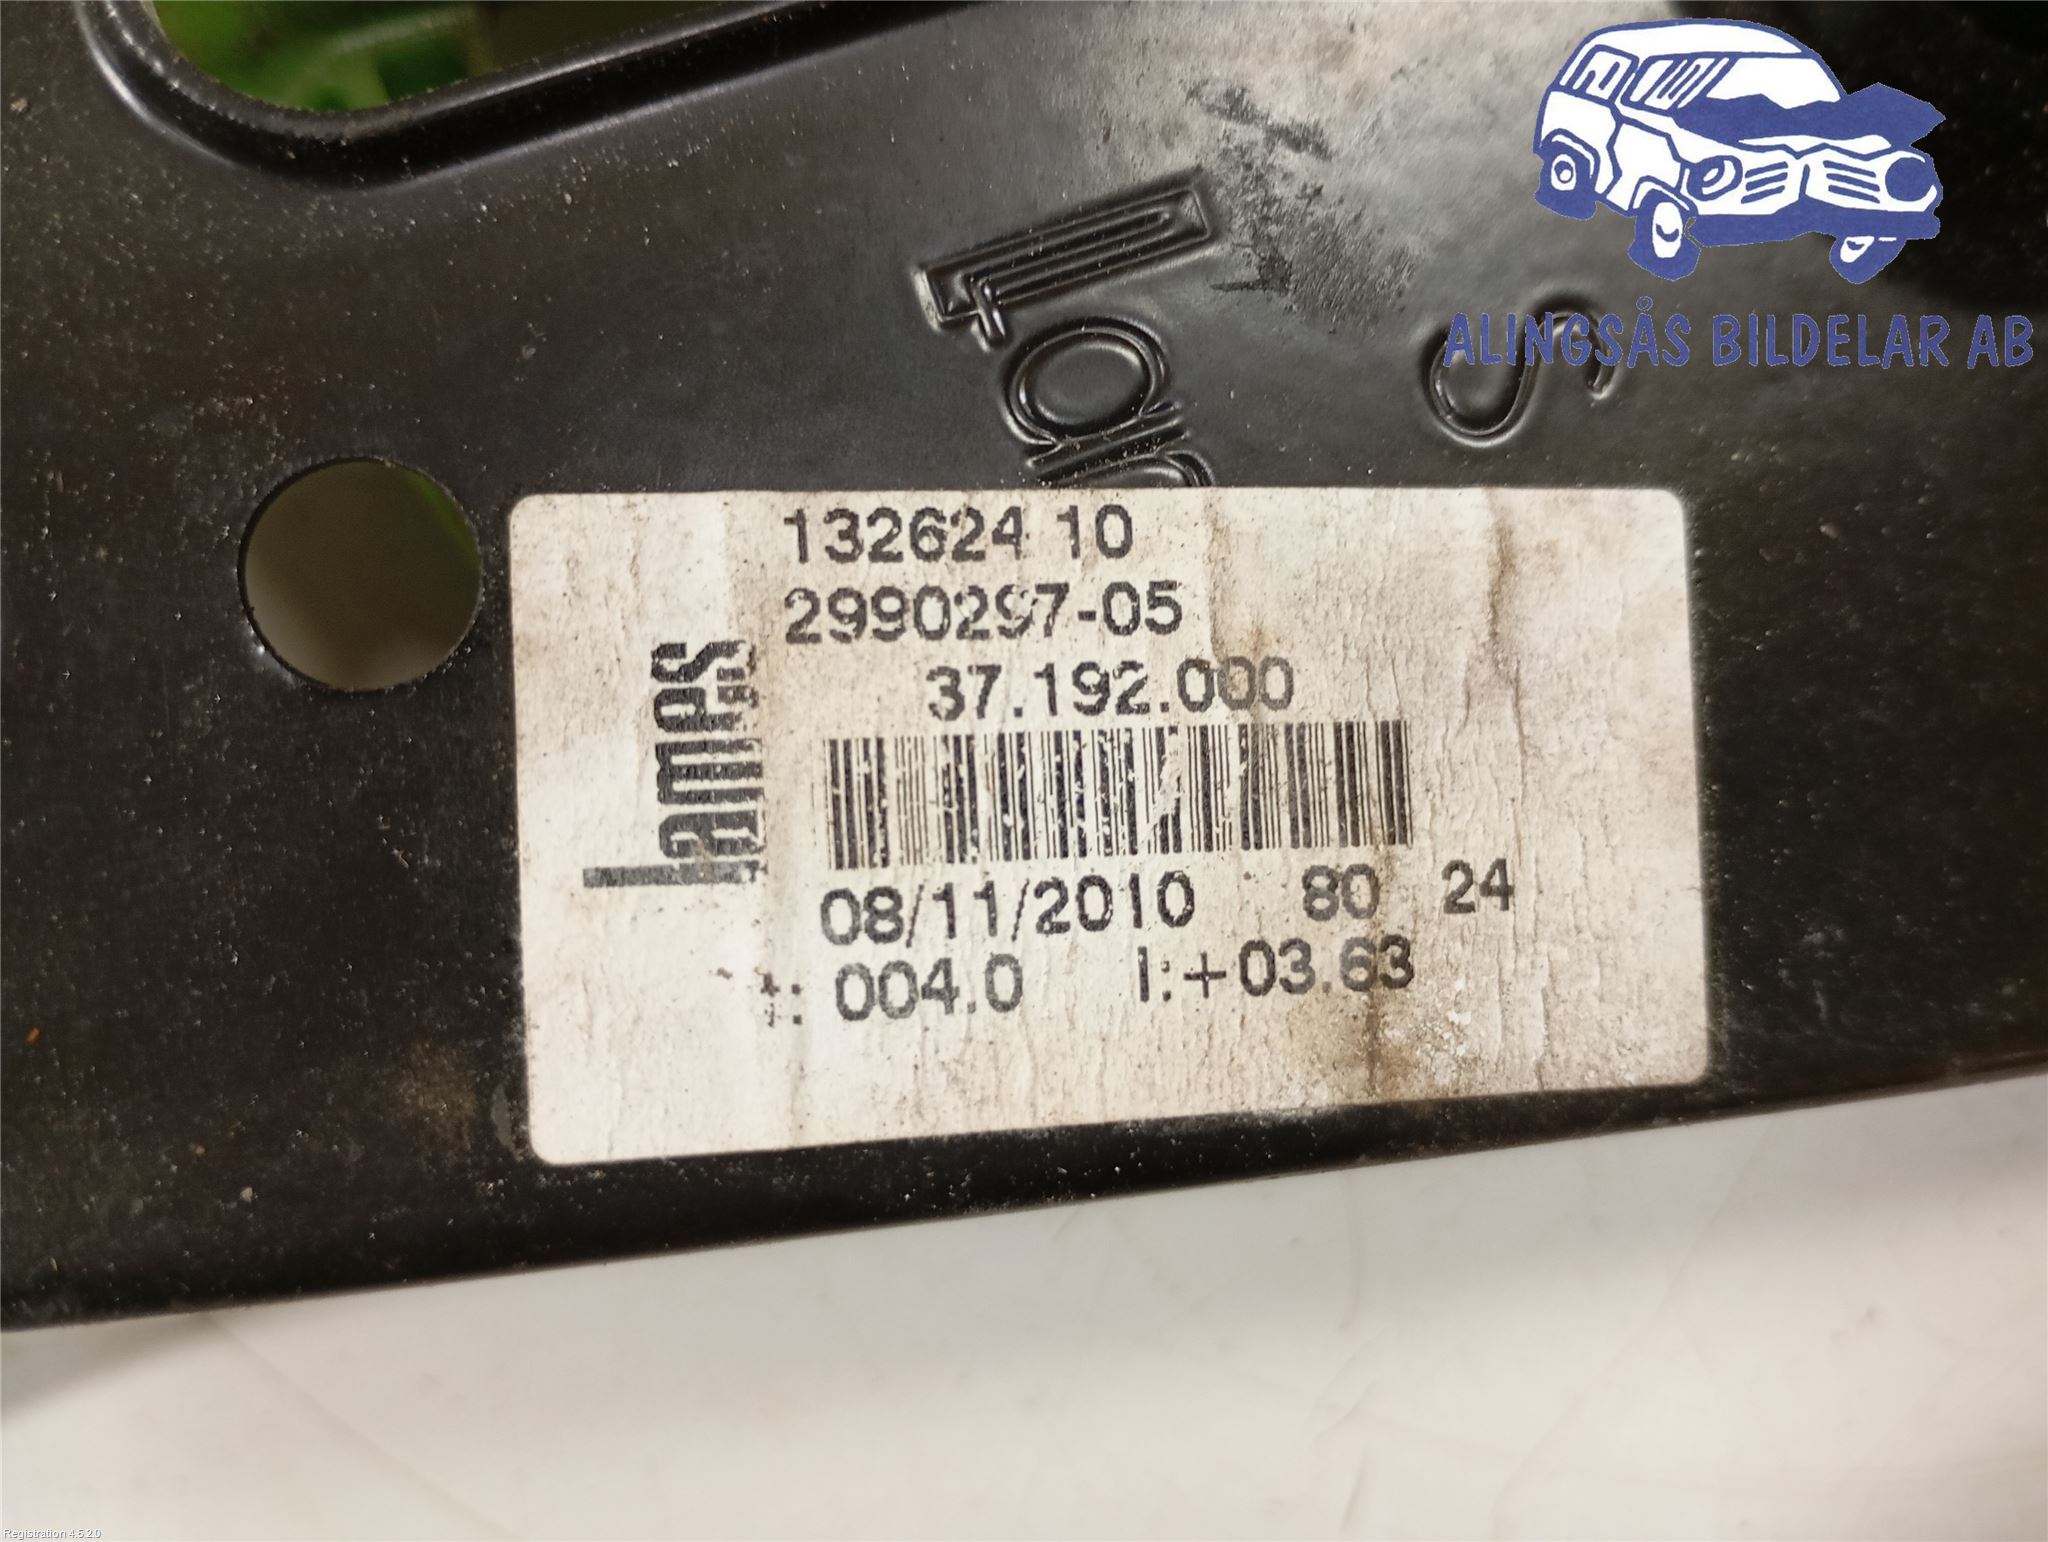 ALINGSÅS BILDELAR AB
S
Lames
132624 10
2990297-05
37.192.000
08/11/2010 80 24
: 004.0 I:+03.63
Registration 4.5.2.0